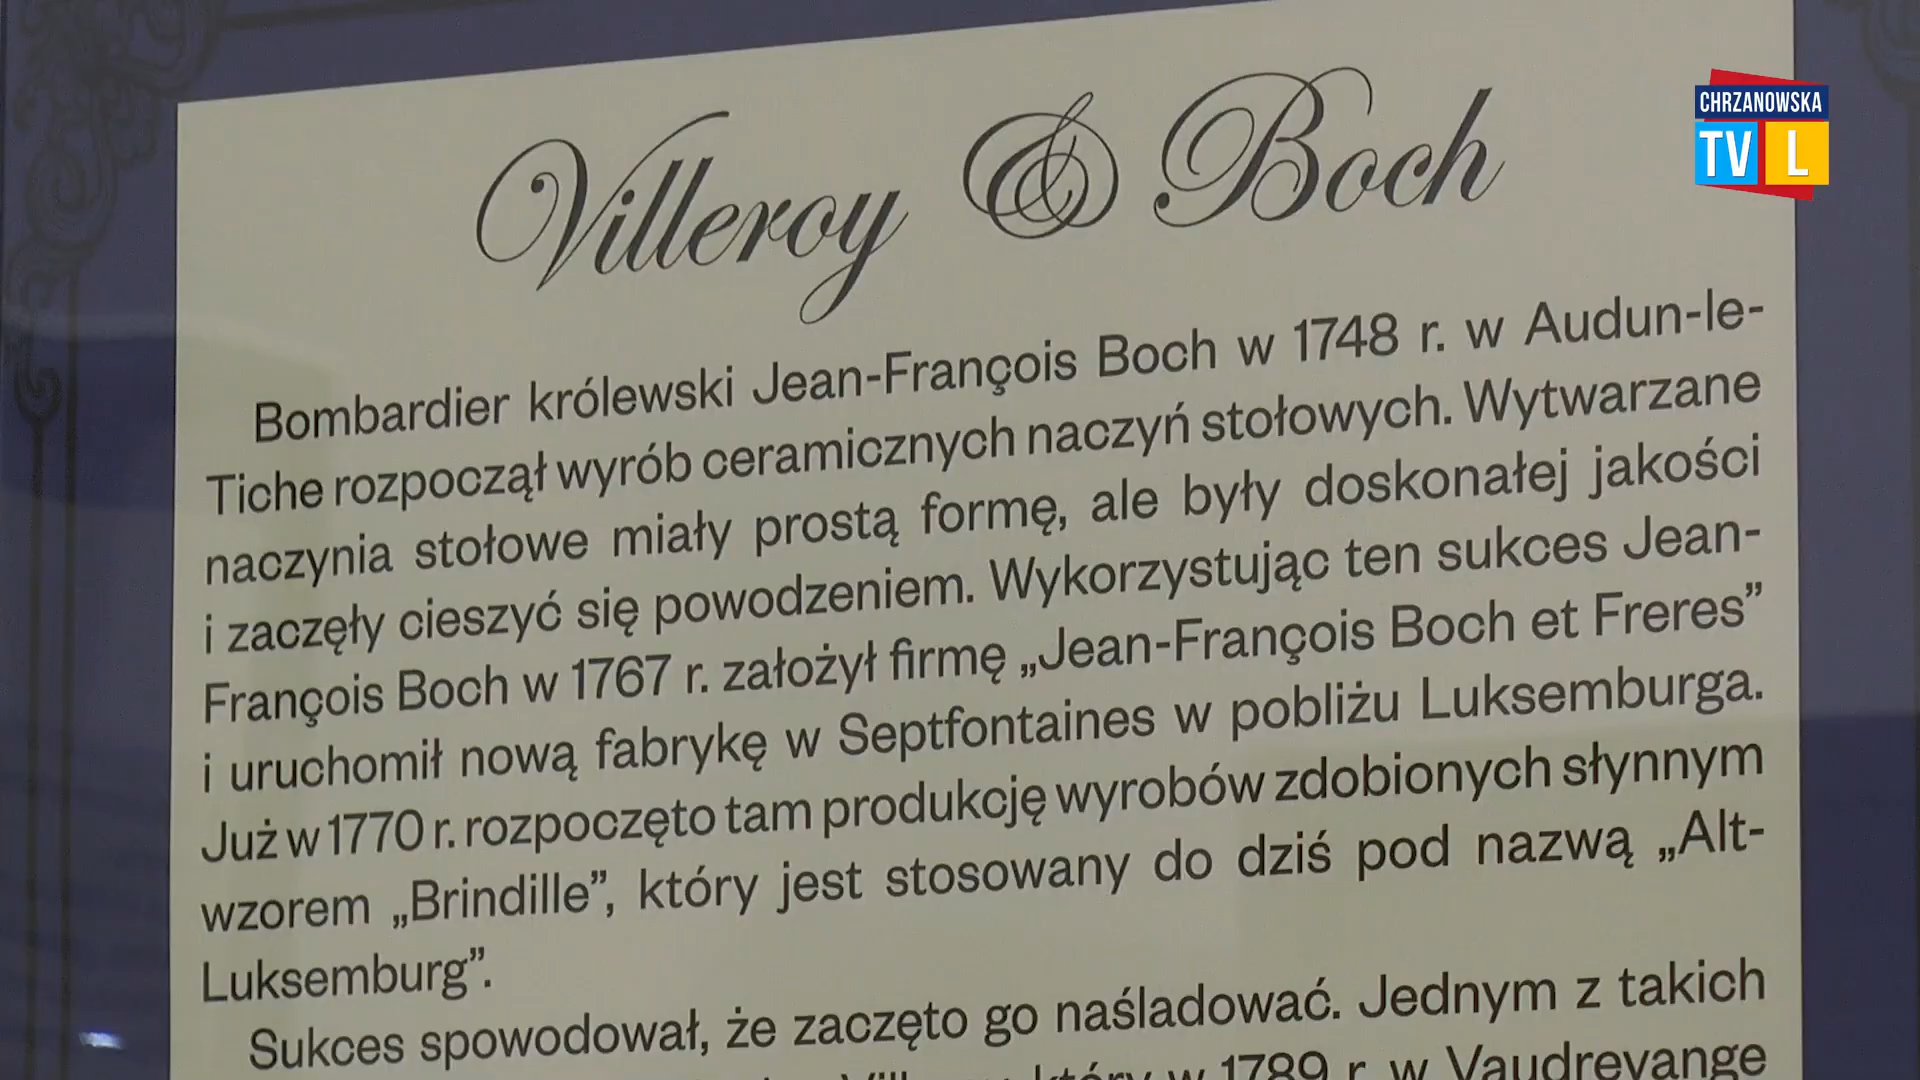 Villeroy & Boch
CHRZANOWSKA
TV L
Bombardier królewski Jean-François Boch w 1748 r. w Audun-le-
Tiche rozpoczął wyrób ceramicznych naczyń stołowych. Wytwarzane
naczynia stołowe miały prostą formę, ale były doskonałej jakości
i zaczęły cieszyć się powodzeniem. Wykorzystując ten sukces Jean-
François Boch w 1767 r. założył firmę „Jean-François Boch et Freres”
i uruchomił nową fabrykę w Septfontaines w pobliżu Luksemburga.
Już w 1770 r. rozpoczęto tam produkcję wyrobów zdobionych słynnym
wzorem „Brindille”, który jest stosowany do dziś pod nazwą „Alt-
Luksemburg”.
Sukces spowodował, że zaczęto go naśladować. Jednym z takich
który w 1789 r. w Vaudrevange